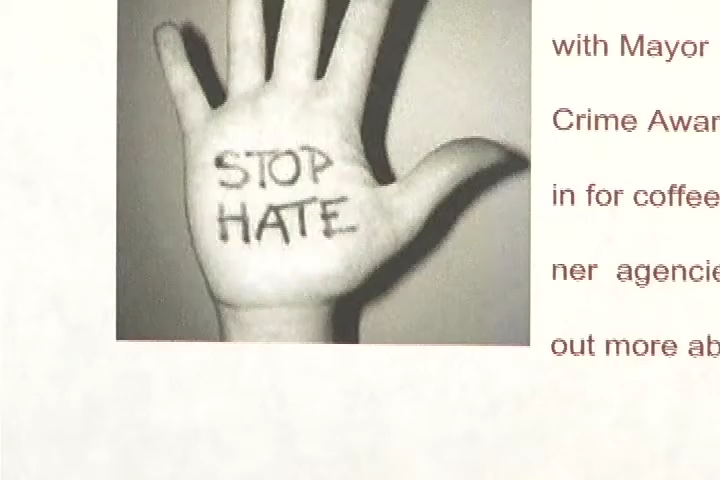 STOP
HATE
with Mayor
Crime Awar
in for coffee
ner agencie
out more ab